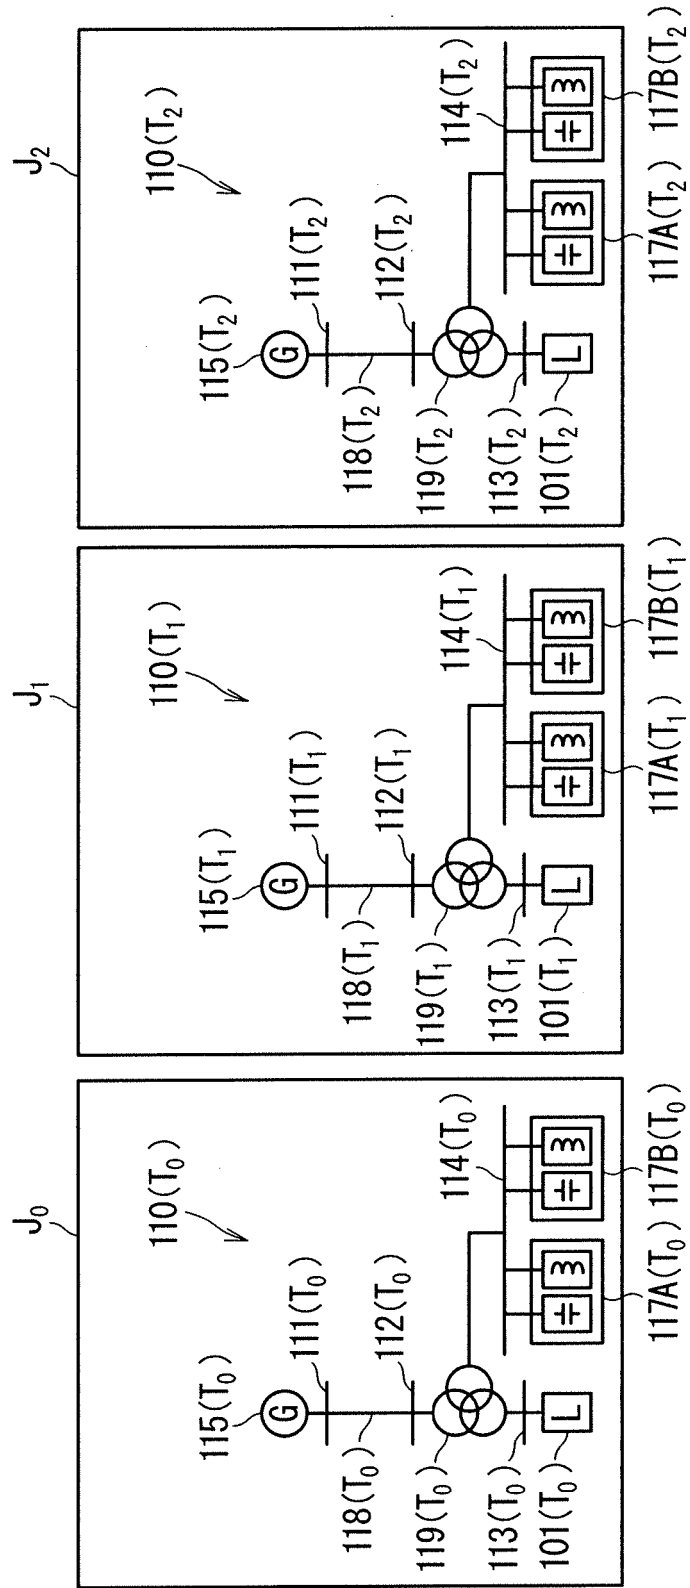 J₀
110(T₀)
115(T₀)
G
111(T₀)
118(T₀)
112(T₀)
119(T₀)
114(T₀)
113(T₀)
101(T₀)
L
117A(T₀)
117B(T₀)
J₁
110(T₁)
115(T₁)
G
111(T₁)
118(T₁)
112(T₁)
119(T₁)
114(T₁)
113(T₁)
101(T₁)
L
117A(T₁)
117B(T₁)
J₂
110(T₂)
115(T₂)
G
111(T₂)
118(T₂)
112(T₂)
119(T₂)
114(T₂)
113(T₂)
101(T₂)
L
117A(T₂)
117B(T₂)